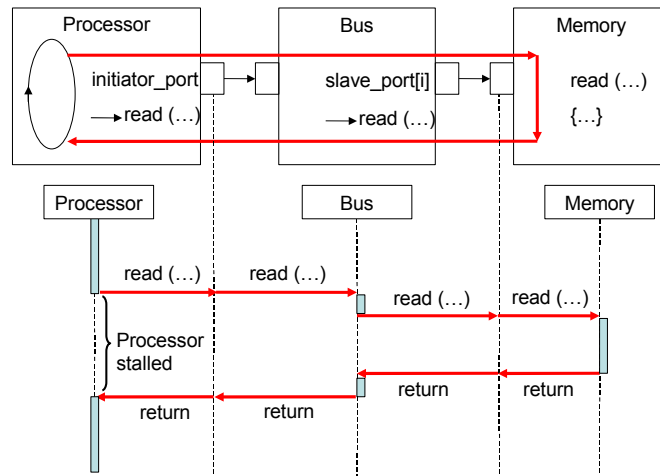 Processor
Bus
Memory
initiator_port
slave_port[i]
read (…)
read (…)
read (…)
{…}
Processor
Bus
Memory
read (…)
read (…)
read (…)
read (…)
Processor
stalled
return
return
return
return